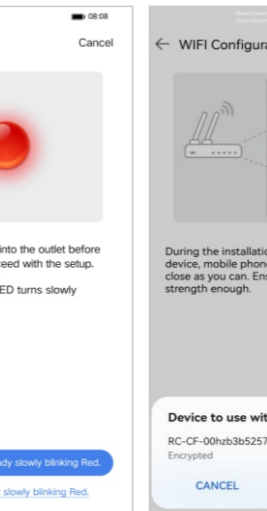 08:08
Cancel
into the outlet before
eed with the setup.
ED turns slowly
dy slowly blinking Red.
slowly blinking Red.
← WIFI Configura
During the installatio
device, mobile phon
close as you can. Ens
strength enough.
Device to use wit
RC-CF-00hzb3b5257
Encrypted
CANCEL